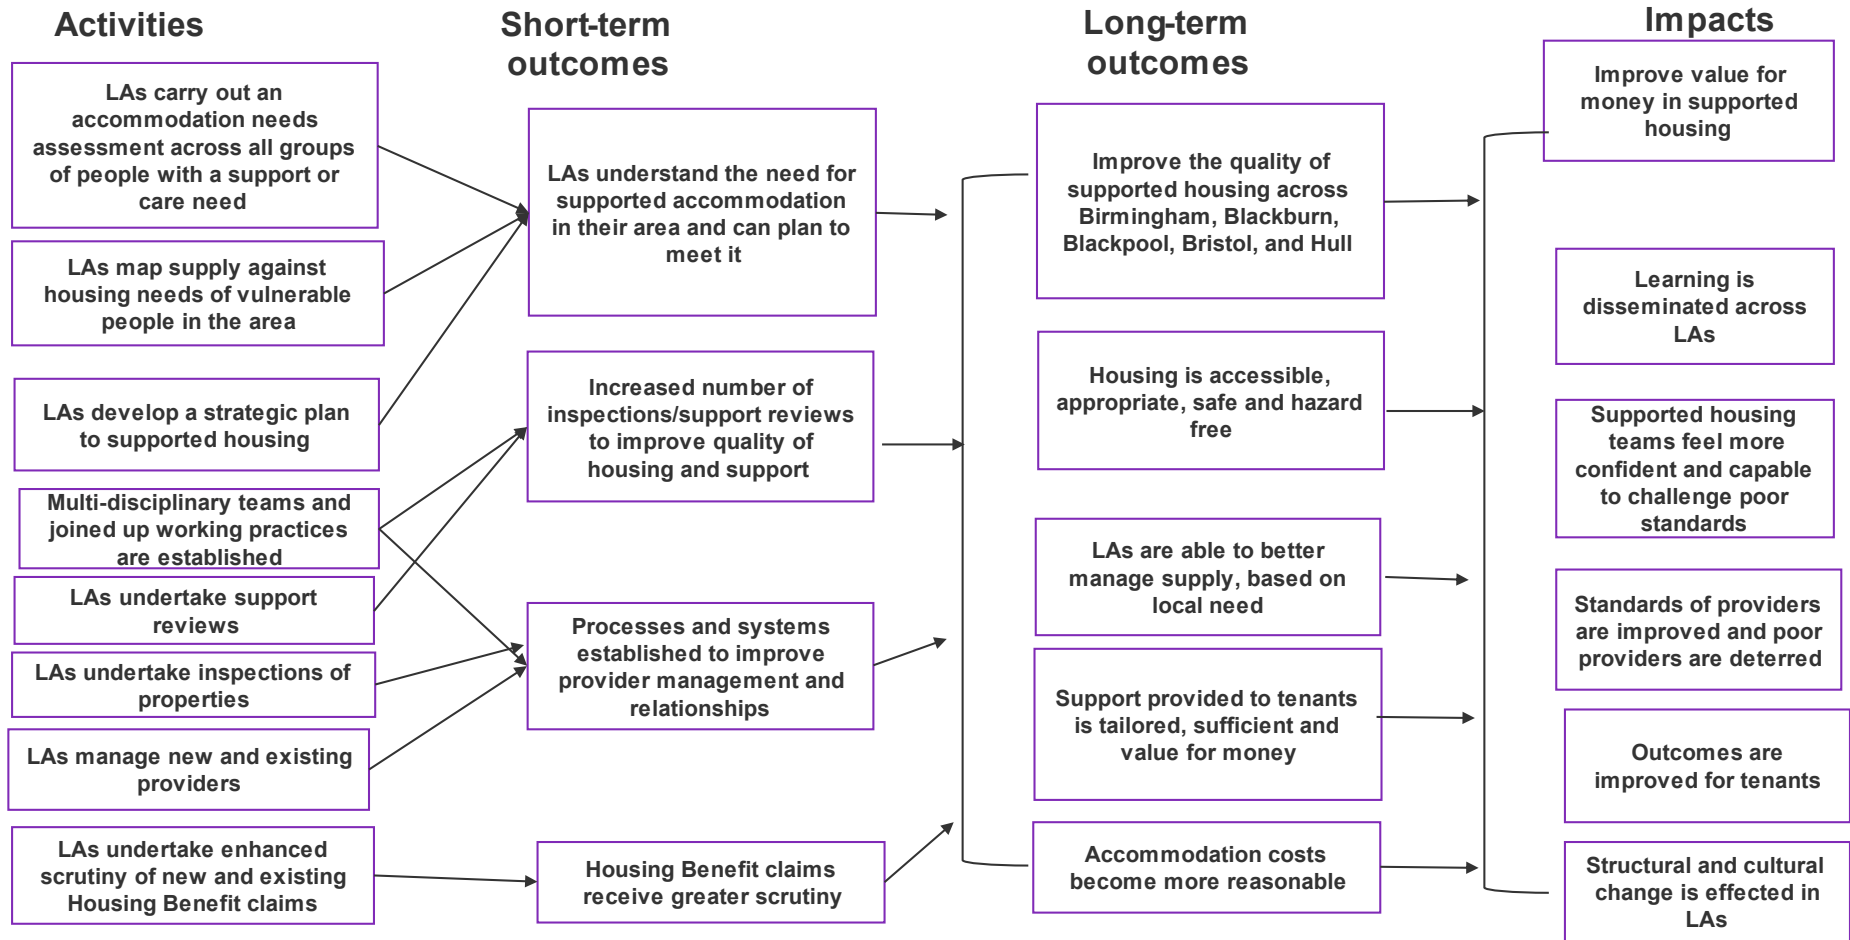 Activities
LAs carry out an
accommodation needs
assessment across all groups
of people with a support or
care need
LAs map supply against
housing needs of vulnerable
people in the area
LAs develop a strategic plan
to supported housing
Multi-disciplinary teams and
joined up working practices
are established
LAs undertake support
reviews
LAs undertake inspections of
properties
LAs manage new and existing
providers
LAs undertake enhanced
scrutiny of new and existing
Housing Benefit claims
Short-term
outcomes
LAs understand the need for
supported accommodation
in their area and can plan to
meet it
Increased number of
inspections/support reviews
to improve quality of
housing and support
Processes and systems
established to improve
provider management and
relationships
Housing Benefit claims
receive greater scrutiny
Long-term
outcomes
Improve the quality of
supported housing across
Birmingham, Blackburn,
Blackpool, Bristol, and Hull
Housing is accessible,
appropriate, safe and hazard
free
LAs are able to better
manage supply, based on
local need
Support provided to tenants
is tailored, sufficient and
value for money
Accommodation costs
become more reasonable
Impacts
Improve value for
money in supported
housing
Learning is
disseminated across
LAs
Supported housing
teams feel more
confident and capable
to challenge poor
standards
Standards of providers
are improved and poor
providers are deterred
Outcomes are
improved for tenants
Structural and cultural
change is effected in
LAs